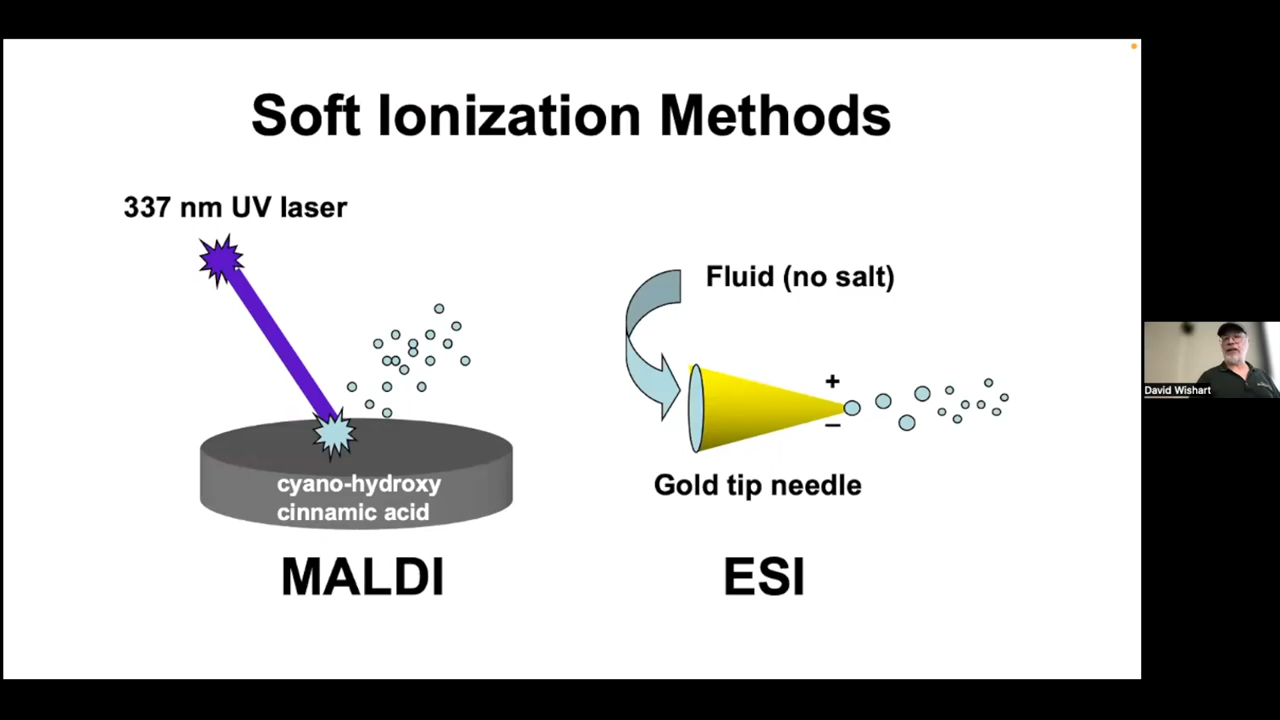 Soft Ionization Methods
337 nm UV laser
Fluid (no salt)
+
–
Gold tip needle
cyano-hydroxy
cinnamic acid
MALDI
ESI
David Wishart